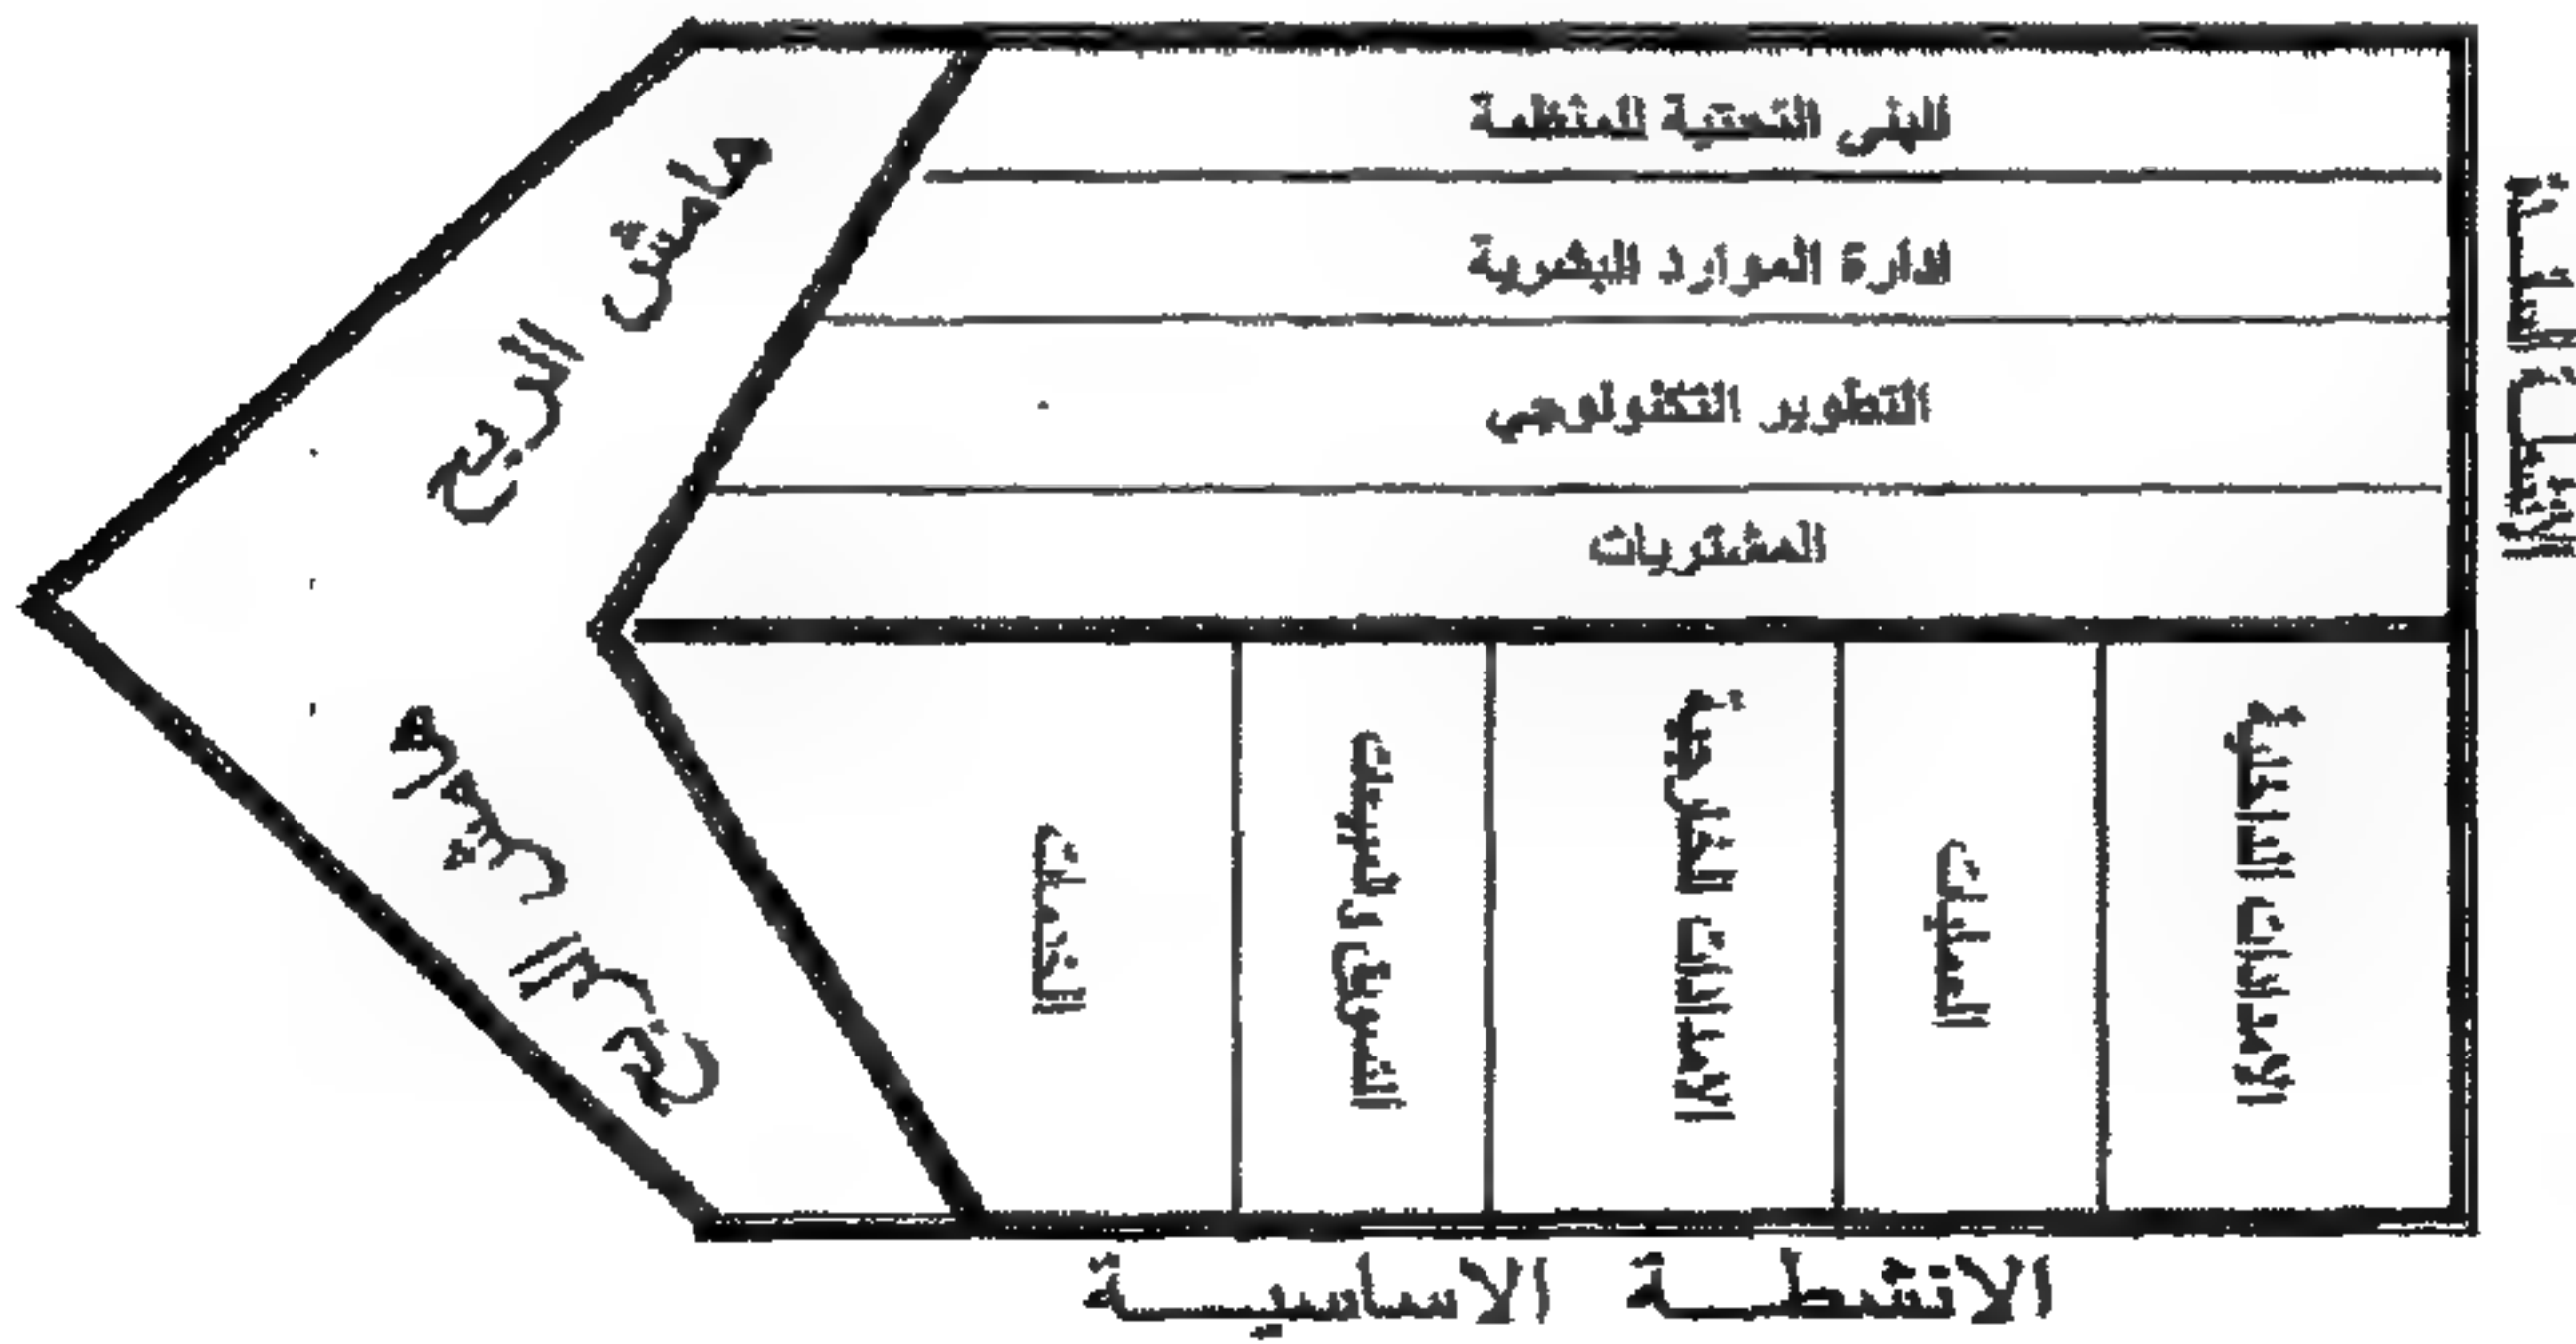 البنى التحتية للمنظمة
ادارة الموارد البشرية
التطوير التكنولوجي
المشتريات
الامدادات الداخلية
العمليات
الامدادات الخارجية
التسويق والمبيعات
الخدمات
هامش الربح
هامش الربح
الانشطة الاساسية